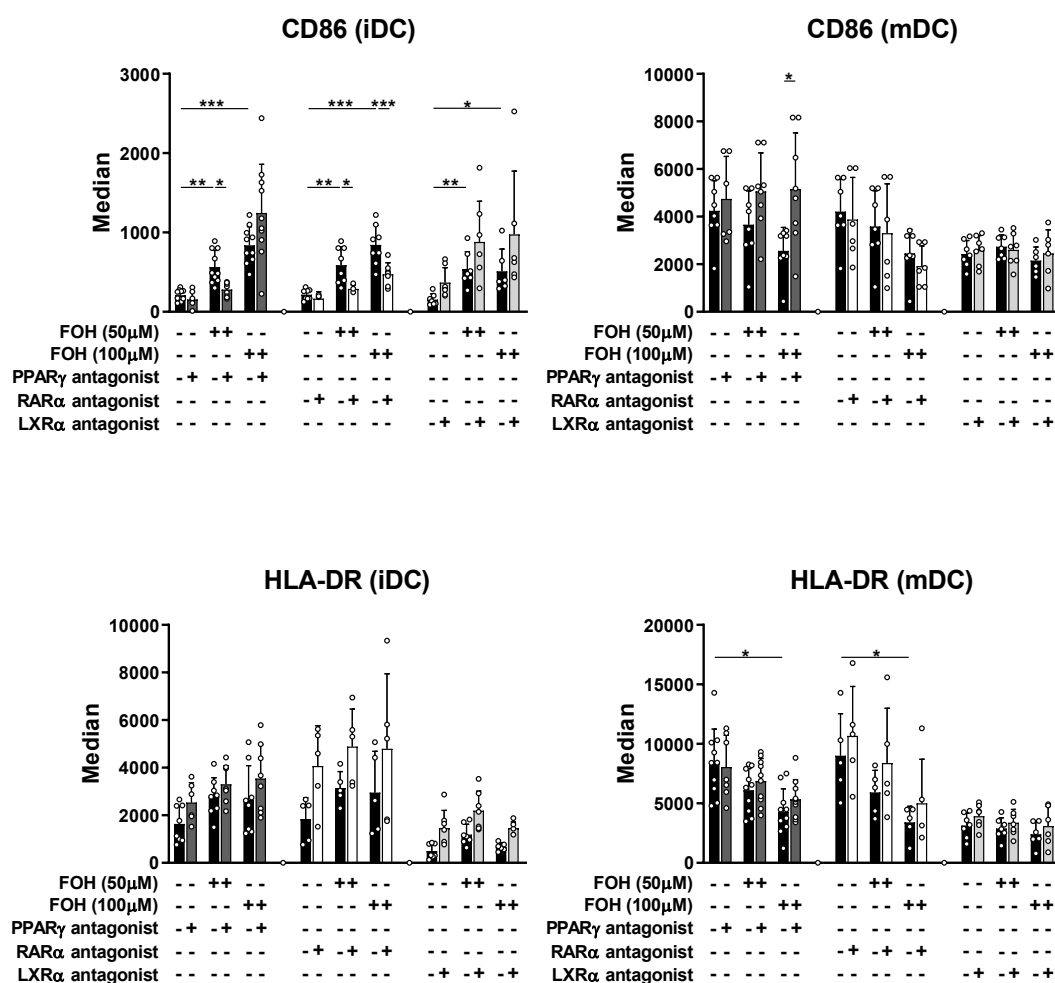 CD86 (iDC)
Median
3000
*** *** *** *
2000
** * ** * **
1000
0
FOH (50μM) - - + + - - - - + + - - - - + + - -
FOH (100μM) - - - - + + - - - - + + - - - - + +
PPARγ antagonist - + - + - + - - - - - - - - - - - -
RARα antagonist - - - - - - - + - + - + - - - - - -
LXRα antagonist - - - - - - - - - - - - - + - + - +
CD86 (mDC)
Median
10000
*
8000
6000
4000
2000
0
FOH (50μM) - - + + - - - - + + - - - - + + - -
FOH (100μM) - - - - + + - - - - + + - - - - + +
PPARγ antagonist - + - + - + - - - - - - - - - - - -
RARα antagonist - - - - - - - + - + - + - - - - - -
LXRα antagonist - - - - - - - - - - - - - + - + - +
HLA-DR (iDC)
Median
10000
8000
6000
4000
2000
0
FOH (50μM) - - + + - - - - + + - - - - + + - -
FOH (100μM) - - - - + + - - - - + + - - - - + +
PPARγ antagonist - + - + - + - - - - - - - - - - - -
RARα antagonist - - - - - - - + - + - + - - - - - -
LXRα antagonist - - - - - - - - - - - - - + - + - +
HLA-DR (mDC)
Median
20000
* *
15000
10000
5000
0
FOH (50μM) - - + + - - - - + + - - - - + + - -
FOH (100μM) - - - - + + - - - - + + - - - - + +
PPARγ antagonist - + - + - + - - - - - - - - - - - -
RARα antagonist - - - - - - - + - + - + - - - - - -
LXRα antagonist - - - - - - - - - - - - - + - + - +